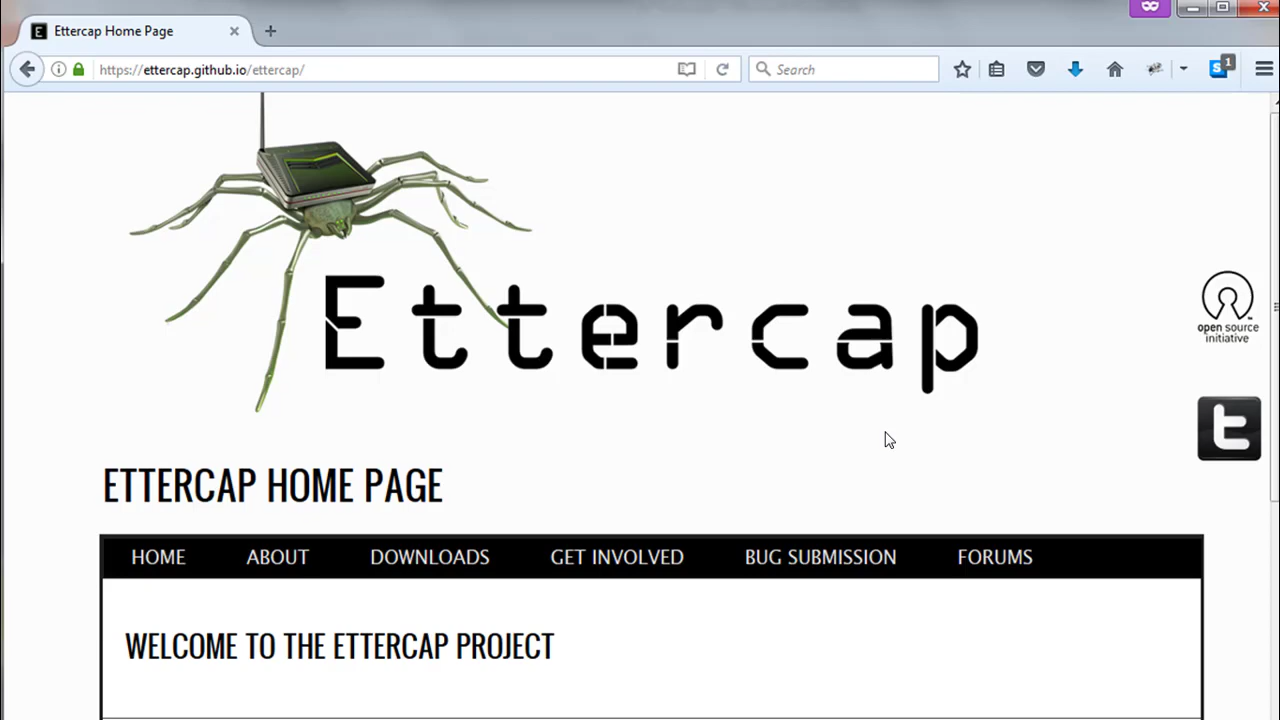 Ettercap Home Page
https://ettercap.github.io/ettercap/
Search
1
Ettercap
open source
initiative
ETTERCAP HOME PAGE
HOME ABOUT DOWNLOADS GET INVOLVED BUG SUBMISSION FORUMS
WELCOME TO THE ETTERCAP PROJECT